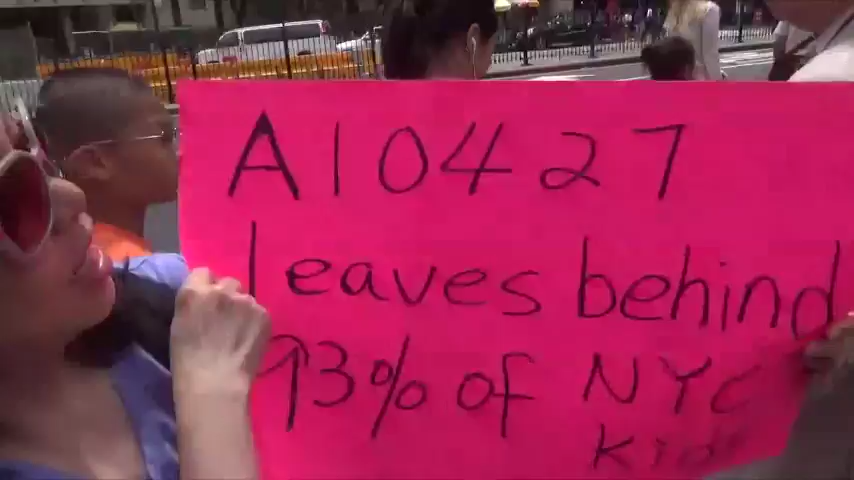 A10427
leaves behind
↑3% of NYC
Kids